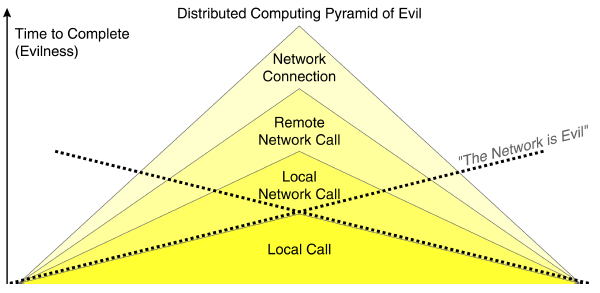 Distributed Computing Pyramid of Evil
Time to Complete
(Evilness)
Network
Connection
Remote
Network Call
"The Network is Evil"
Local
Network Call
Local Call